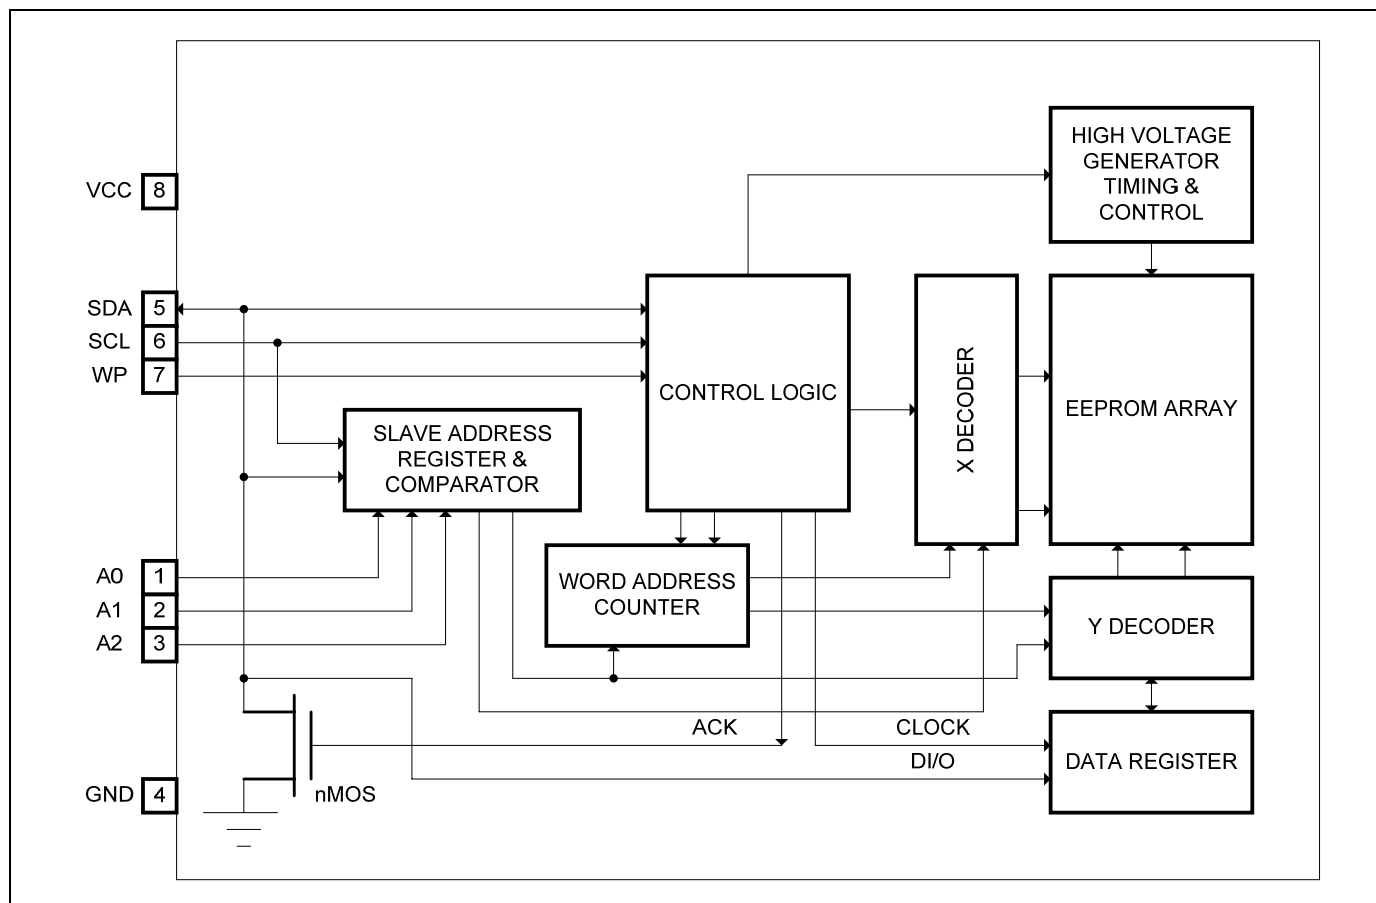 HIGH VOLTAGE
GENERATOR
TIMING &
CONTROL
VCC 8
SDA 5
SCL 6
WP 7
CONTROL LOGIC
X DECODER
EEPROM ARRAY
SLAVE ADDRESS
REGISTER &
COMPARATOR
A0 1
A1 2
A2 3
WORD ADDRESS
COUNTER
Y DECODER
ACK
CLOCK
DI/O
DATA REGISTER
GND 4
nMOS